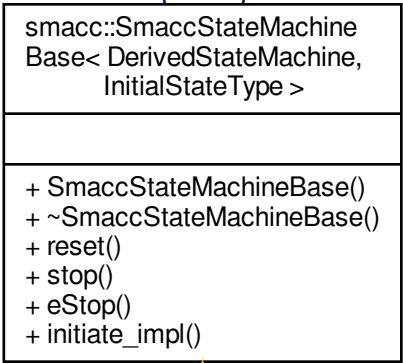 smacc::SmaccStateMachine
Base< DerivedStateMachine,
InitialStateType >
+ SmaccStateMachineBase()
+ ~SmaccStateMachineBase()
+ reset()
+ stop()
+ eStop()
+ initiate_impl()